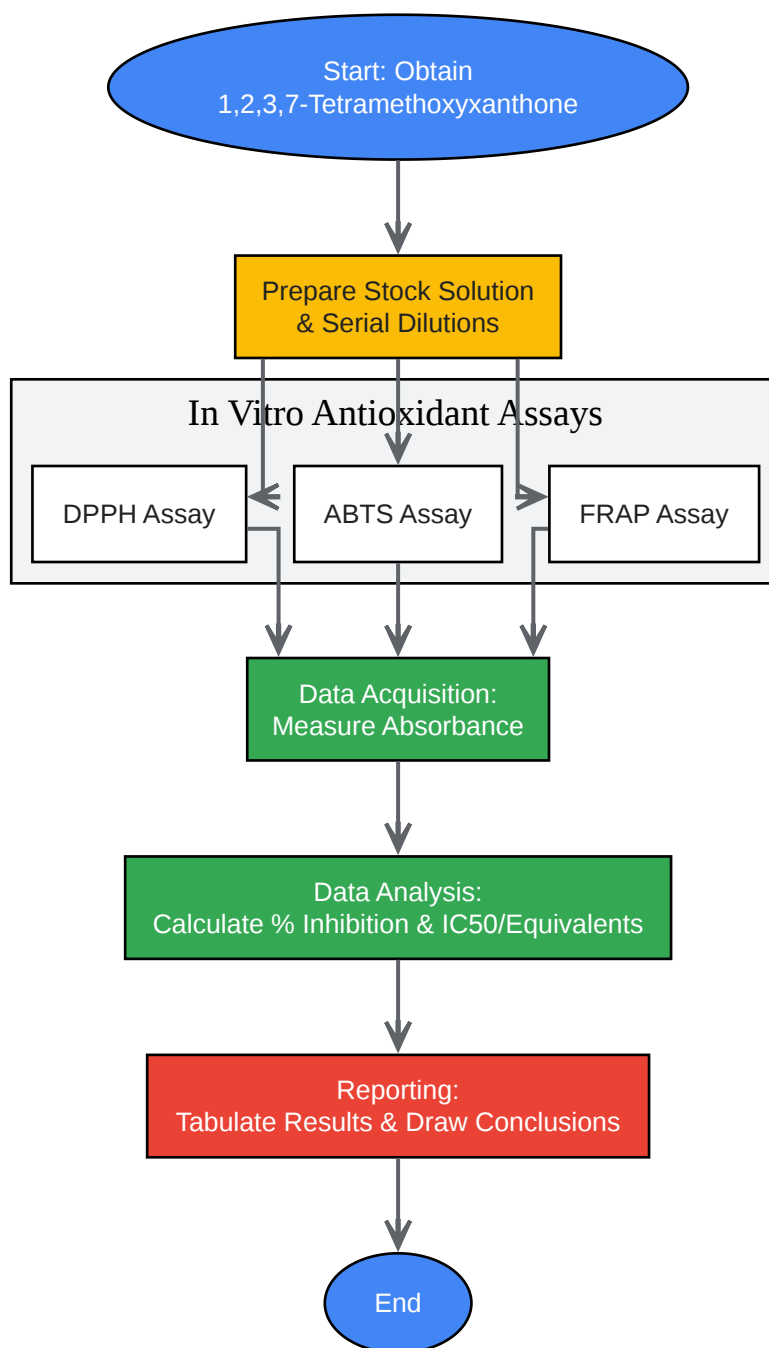 Start: Obtain
1,2,3,7-Tetramethoxyxanthone
Prepare Stock Solution
& Serial Dilutions
In Vitro Antioxidant Assays
DPPH Assay
ABTS Assay
FRAP Assay
Data Acquisition:
Measure Absorbance
Data Analysis:
Calculate % Inhibition & IC50/Equivalents
Reporting:
Tabulate Results & Draw Conclusions
End